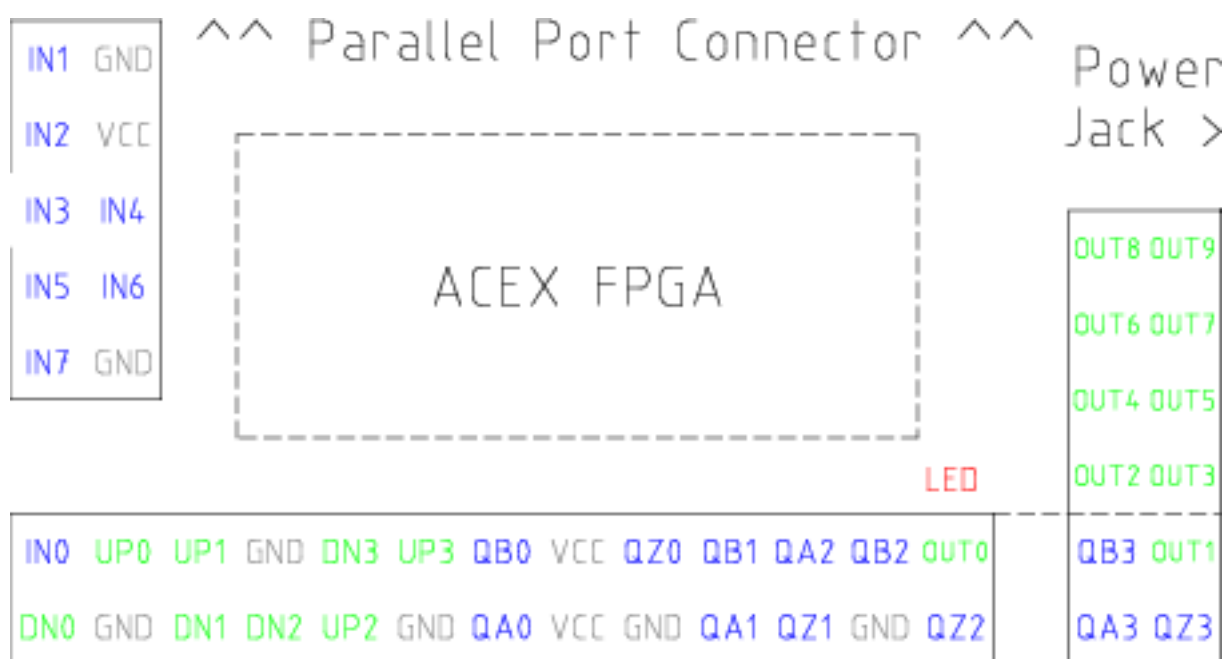 ^^ Parallel Port Connector ^^
Power
Jack >
IN1 GND
IN2 VCC
IN3 IN4
IN5 IN6
IN7 GND
ACEX FPGA
OUT8 OUT9
OUT6 OUT7
OUT4 OUT5
OUT2 OUT3
LED
IN0 UP0 UP1 GND DN3 UP3 QB0 VCC QZ0 QB1 QA2 QB2 OUT0
DN0 GND DN1 DN2 UP2 GND QA0 VCC GND QA1 QZ1 GND QZ2
QB3 OUT1
QA3 QZ3